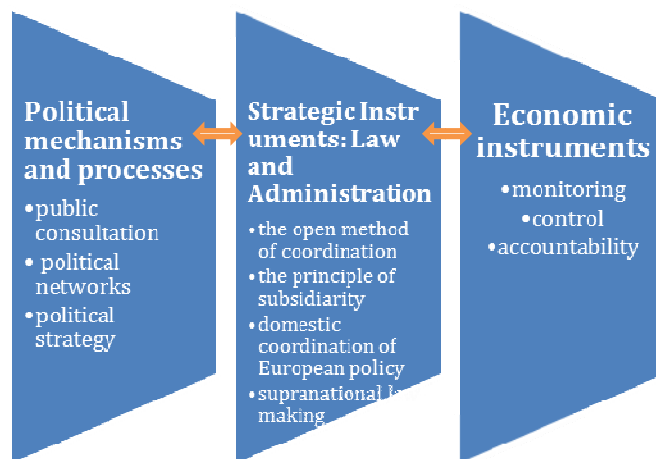 Political
mechanisms
and processes
•public
consultation
• political
networks
•political
strategy
Strategic Instr
uments: Law
and
Administration
•the open method
of coordination
•the principle of
subsidiarity
•domestic
coordination of
European policy
•supranational
making
Economic
instruments
•monitoring
•control
•accountability